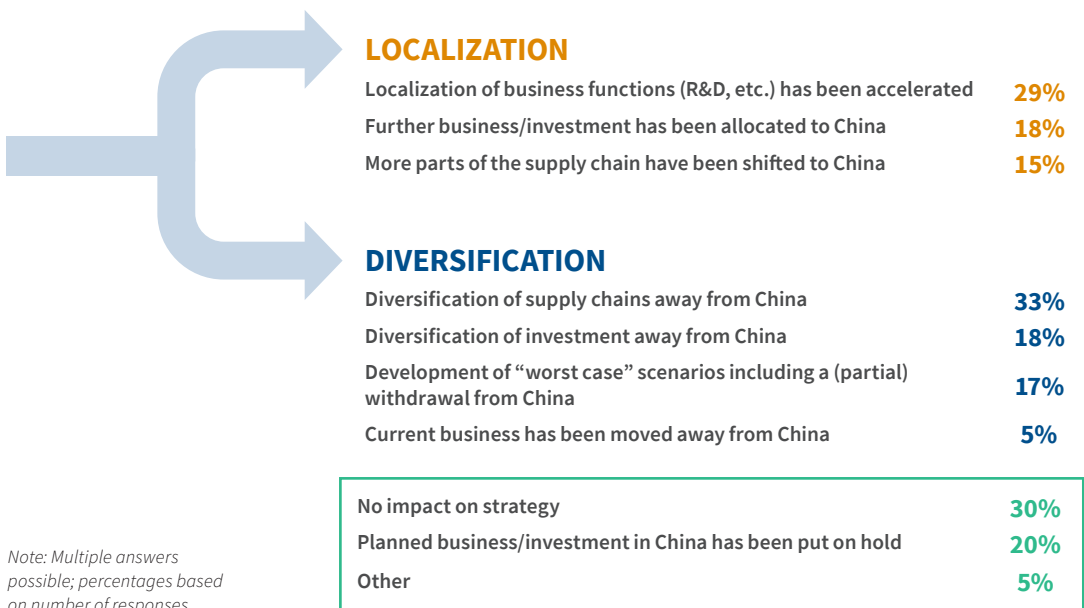 LOCALIZATION
Localization of business functions (R&D, etc.) has been accelerated 29%
Further business/investment has been allocated to China 18%
More parts of the supply chain have been shifted to China 15%
DIVERSIFICATION
Diversification of supply chains away from China 33%
Diversification of investment away from China 18%
Development of “worst case” scenarios including a (partial)
withdrawal from China 17%
Current business has been moved away from China 5%
No impact on strategy 30%
Planned business/investment in China has been put on hold 20%
Other 5%
Note: Multiple answers
possible; percentages based
on number of responses